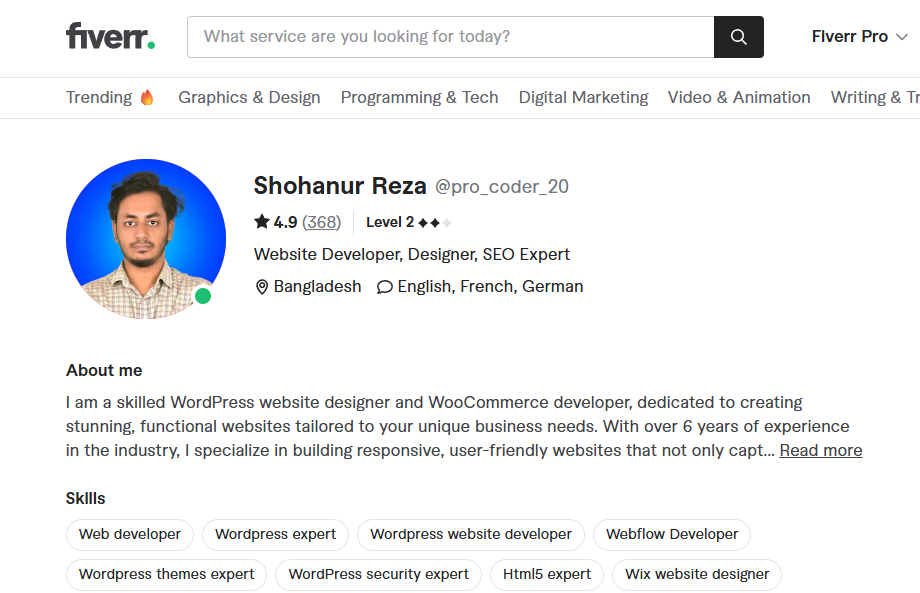 fiverr.
What service are you looking for today?
Fiverr Pro
Trending Graphics & Design Programming & Tech Digital Marketing Video & Animation Writing & Tr
Shohanur Reza @pro_coder_20
4.9 (368) Level 2
Website Developer, Designer, SEO Expert
Bangladesh English, French, German
About me
I am a skilled WordPress website designer and WooCommerce developer, dedicated to creating
stunning, functional websites tailored to your unique business needs. With over 6 years of experience
in the industry, I specialize in building responsive, user-friendly websites that not only capt... Read more
Skills
Web developer Wordpress expert Wordpress website developer Webflow Developer
Wordpress themes expert WordPress security expert Html5 expert Wix website designer